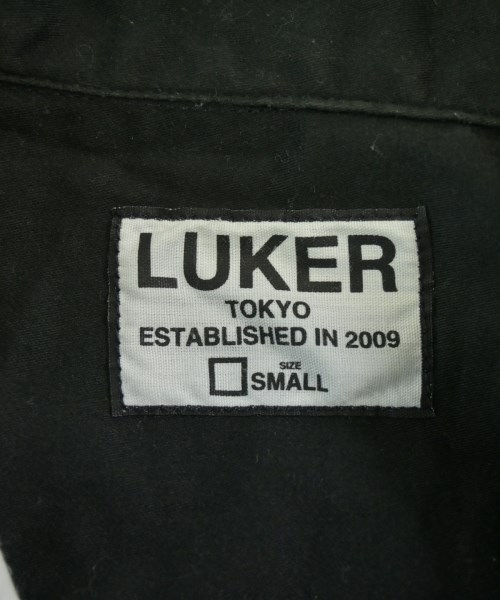 LUKER
TOKYO
ESTABLISHED IN 2009
SIZE
SMALL